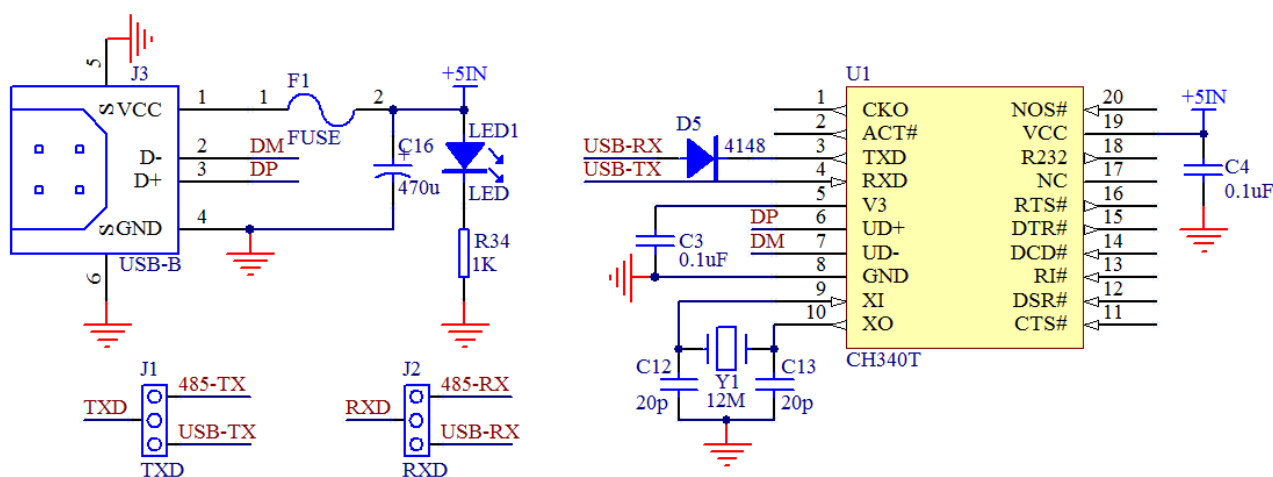 5
J3
VCC
1
1
F1
2
FUSE
+5IN
D-
2
DM
D+
3
DP
GND
4
USB-B
6
C16
+
470u
LED1
LED
R34
1K
J1
485-TX
TXD
USB-TX
TXD
J2
485-RX
RXD
USB-RX
RXD
U1
1 CKO NOS# 20
2 ACT# VCC 19
3 TXD R232 18
4 RXD NC 17
5 V3 RTS# 16
6 UD+ DTR# 15
7 UD- DCD# 14
8 GND RI# 13
9 XI DSR# 12
10 XO CTS# 11
CH340T
D5
USB-RX
4148
USB-TX
DP
DM
C3
0.1uF
C12
20p
Y1
12M
C13
20p
+5IN
C4
0.1uF